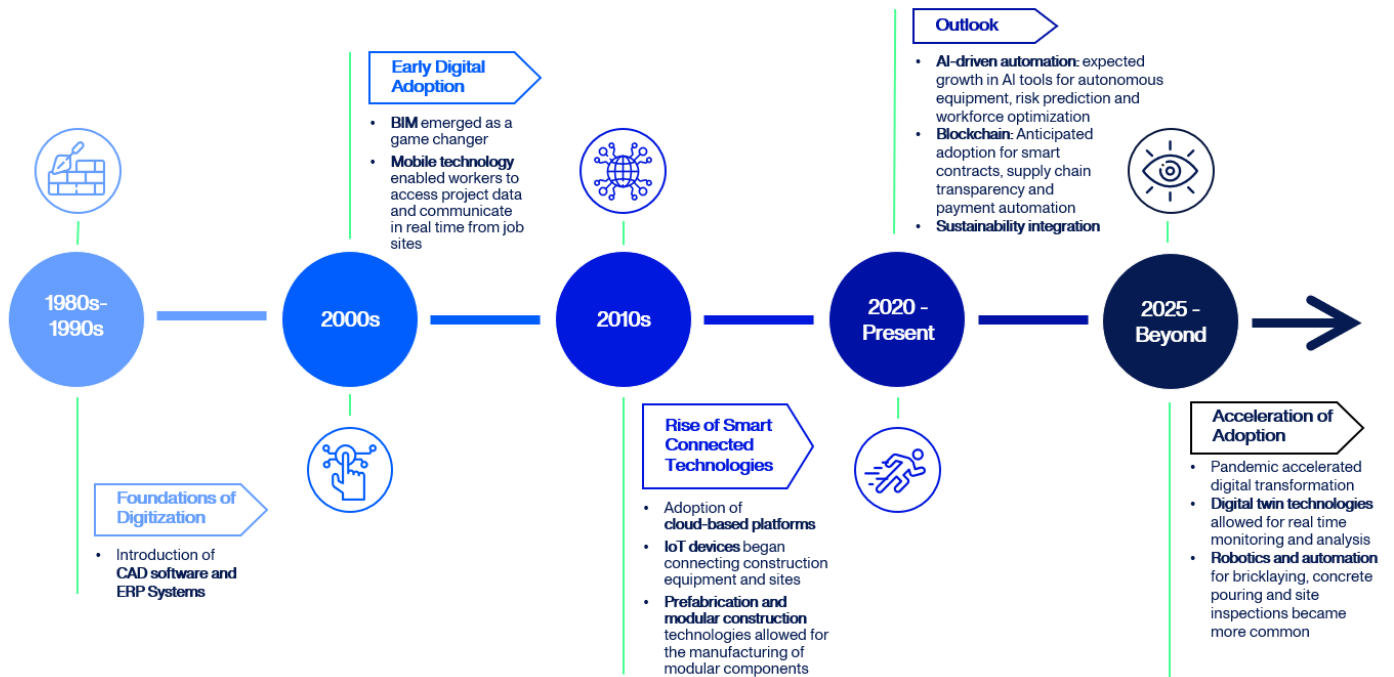 1980s-
1990s
Foundations of
Digitization
• Introduction of
CAD software and
ERP Systems
2000s
Early Digital
Adoption
• BIM emerged as a
game changer
• Mobile technology
enabled workers to
access project data
and communicate
in real time from job
sites
2010s
Rise of Smart
Connected
Technologies
• Adoption of
cloud-based platforms
• IoT devices began
connecting construction
equipment and sites
• Prefabrication and
modular construction
technologies allowed for
the manufacturing of
modular components
2020 -
Present
Outlook
• AI-driven automation: expected
growth in AI tools for autonomous
equipment, risk prediction and
workforce optimization
• Blockchain: Anticipated
adoption for smart
contracts, supply chain
transparency and
payment automation
• Sustainability integration
2025 -
Beyond
Acceleration of
Adoption
• Pandemic accelerated
digital transformation
• Digital twin technologies
allowed for real time
monitoring and analysis
• Robotics and automation
for bricklaying, concrete
pouring and site
inspections became
more common